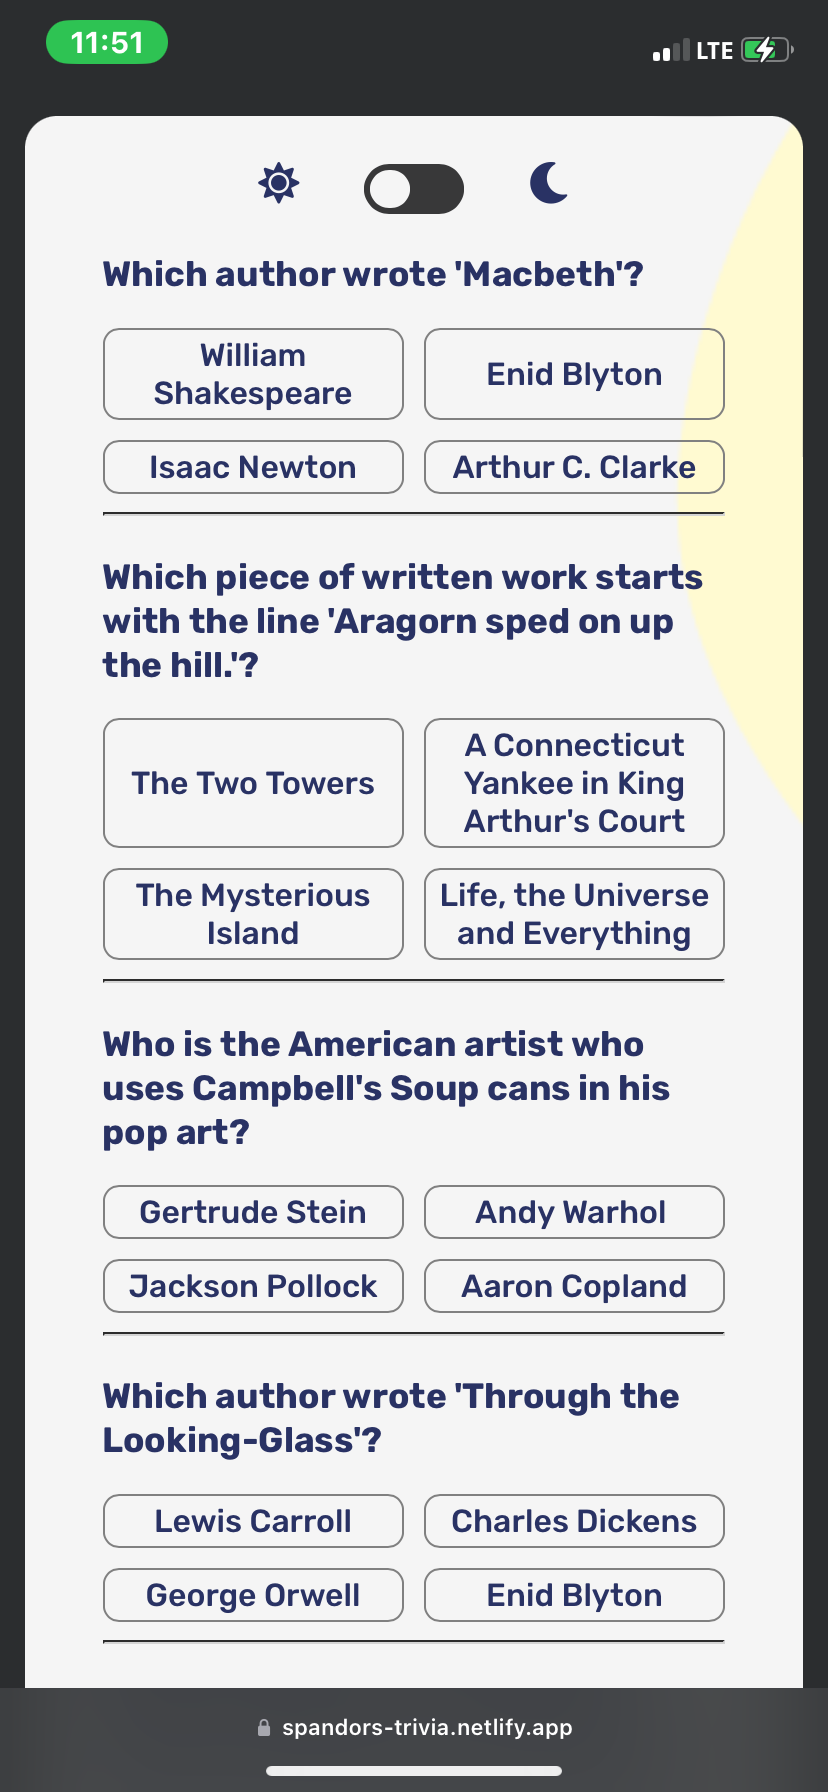 11:51
LTE
Which author wrote 'Macbeth'?
William
Shakespeare
Enid Blyton
Isaac Newton
Arthur C. Clarke
Which piece of written work starts
with the line 'Aragorn sped on up
the hill.'?
The Two Towers
A Connecticut
Yankee in King
Arthur's Court
The Mysterious
Island
Life, the Universe
and Everything
Who is the American artist who
uses Campbell's Soup cans in his
pop art?
Gertrude Stein
Andy Warhol
Jackson Pollock
Aaron Copland
Which author wrote 'Through the
Looking-Glass'?
Lewis Carroll
Charles Dickens
George Orwell
Enid Blyton
spandors-trivia.netlify.app